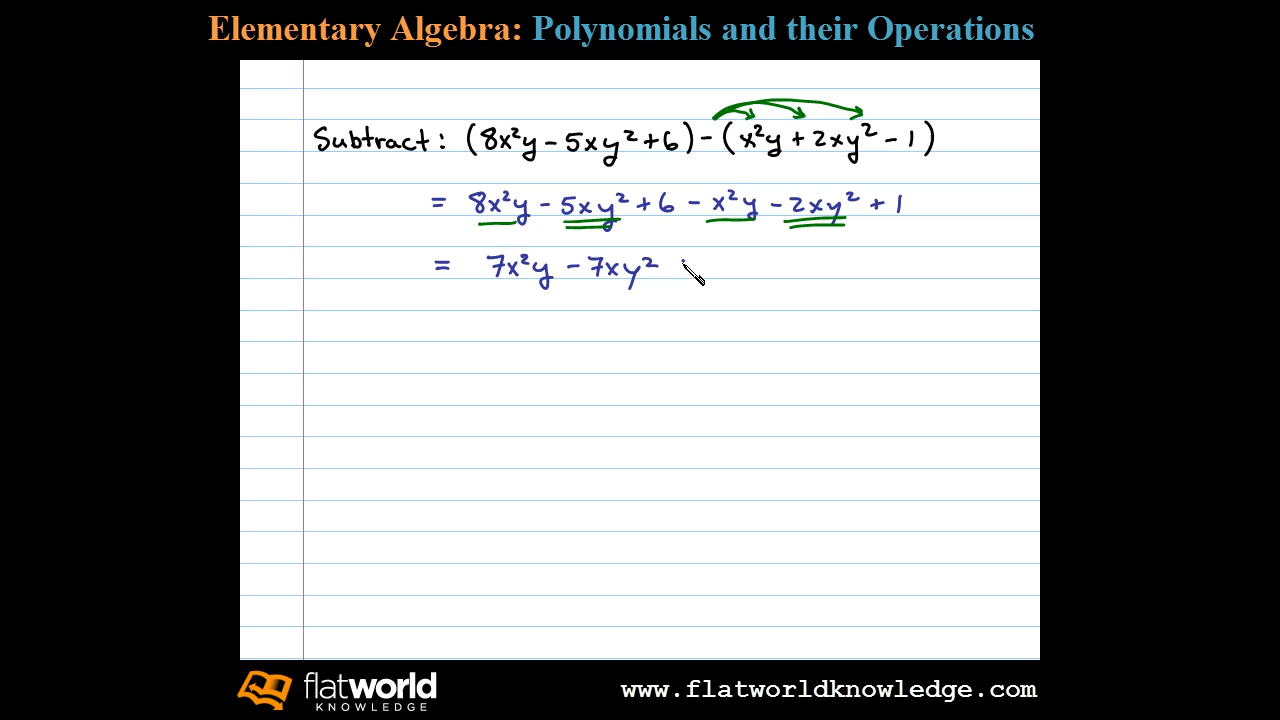 Elementary Algebra: Polynomials and their Operations
Subtract: (8x²y - 5xy² + 6) - (x²y + 2xy² - 1)
= 8x²y - 5xy² + 6 - x²y - 2xy² + 1
= 7x²y - 7xy²
flatworld
KNOWLEDGE
www.flatworldknowledge.com